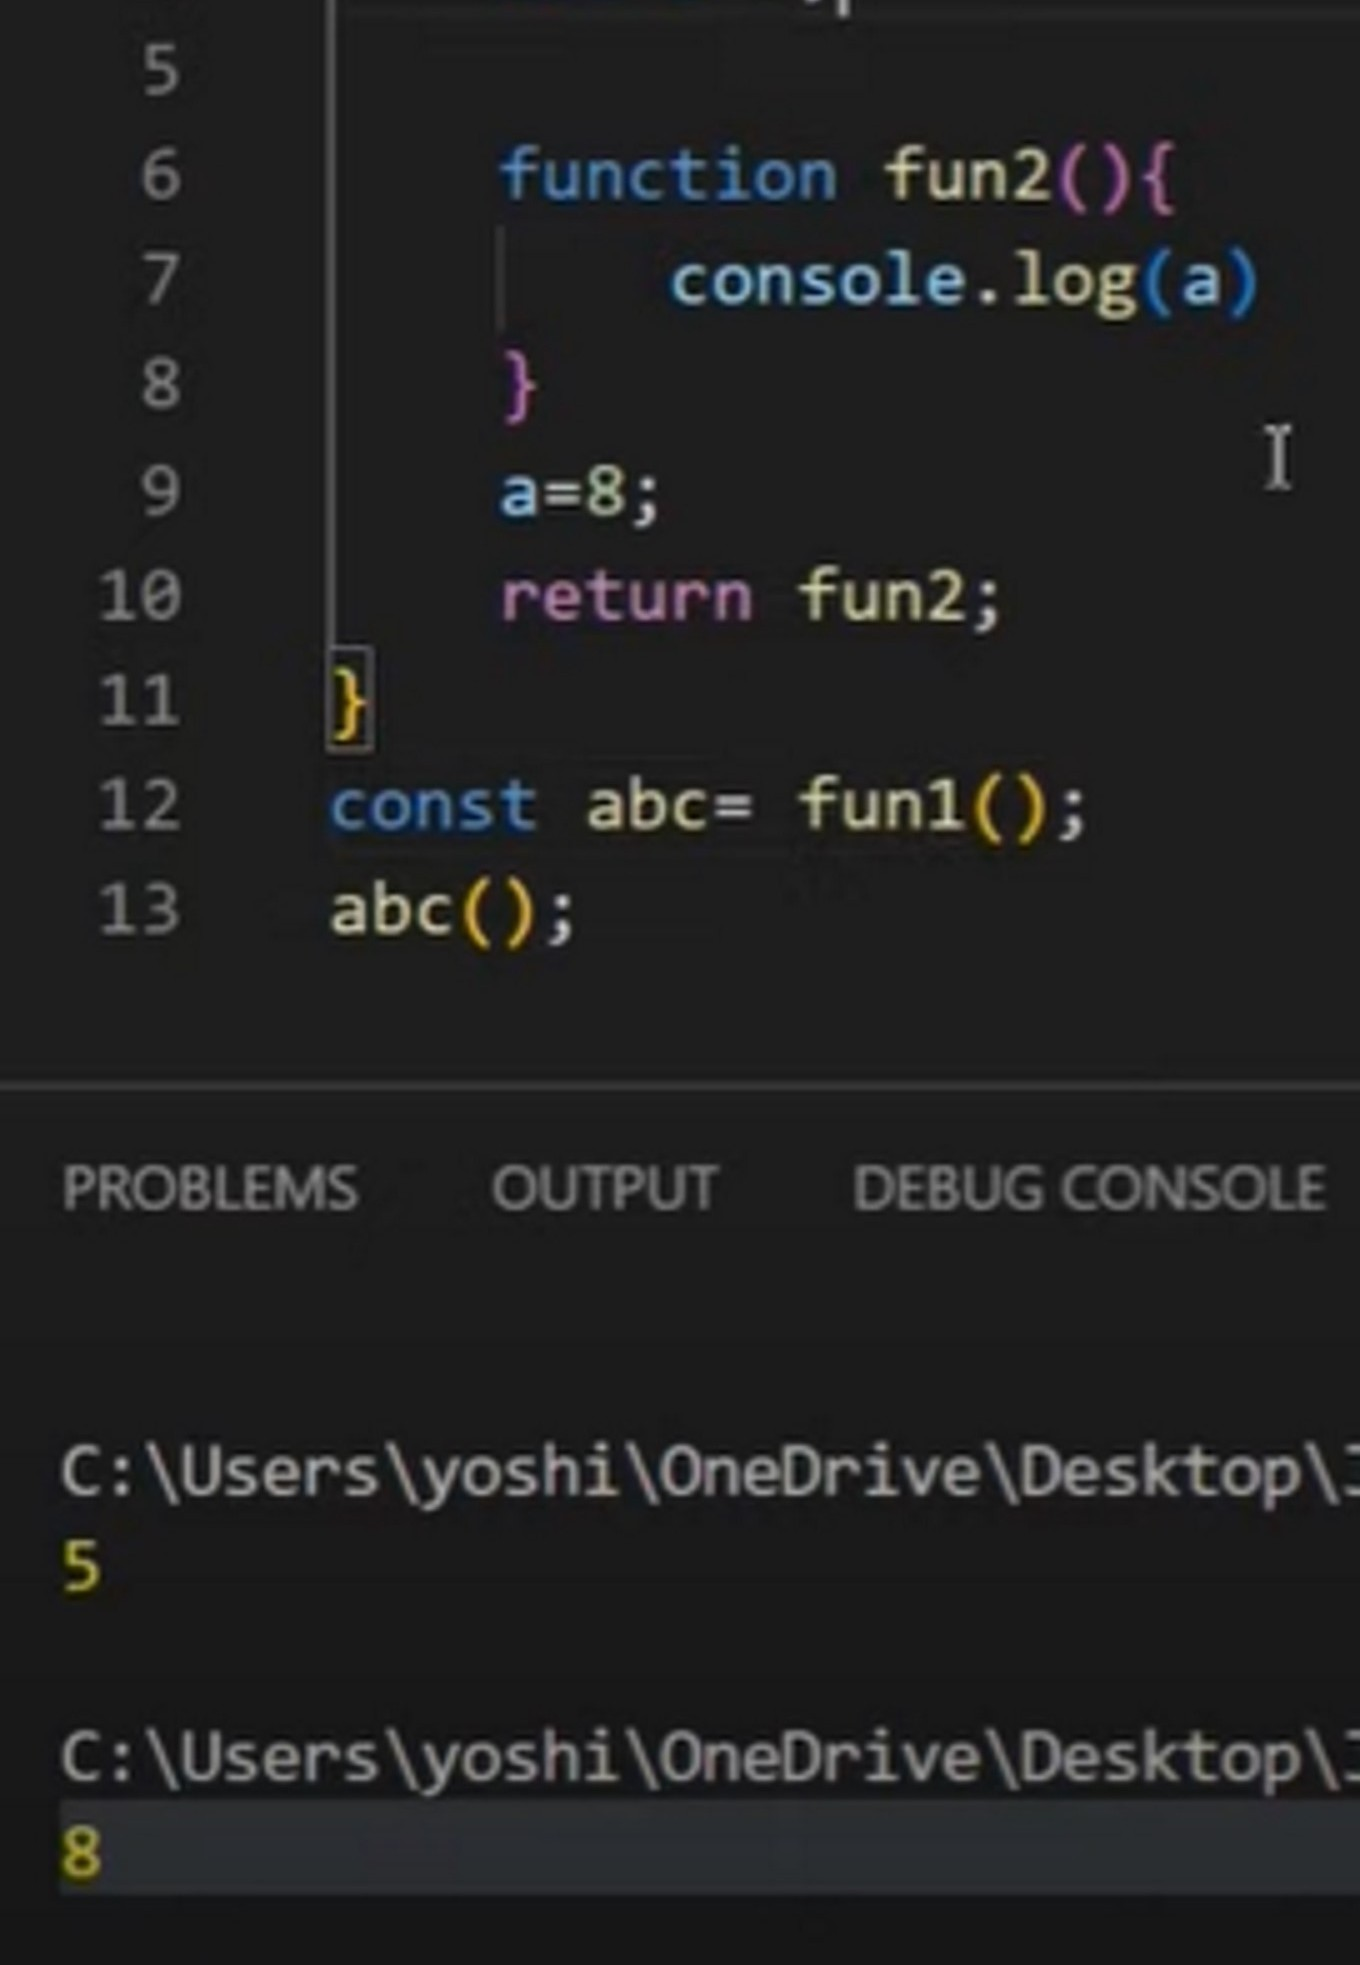 5
6 function fun2(){
7 console.log(a)
8 }
9 a=8;
10 return fun2;
11 }
12 const abc= fun1();
13 abc();
PROBLEMS OUTPUT DEBUG CONSOLE
C:\Users\yoshi\OneDrive\Desktop\
5
C:\Users\yoshi\OneDrive\Desktop\
8